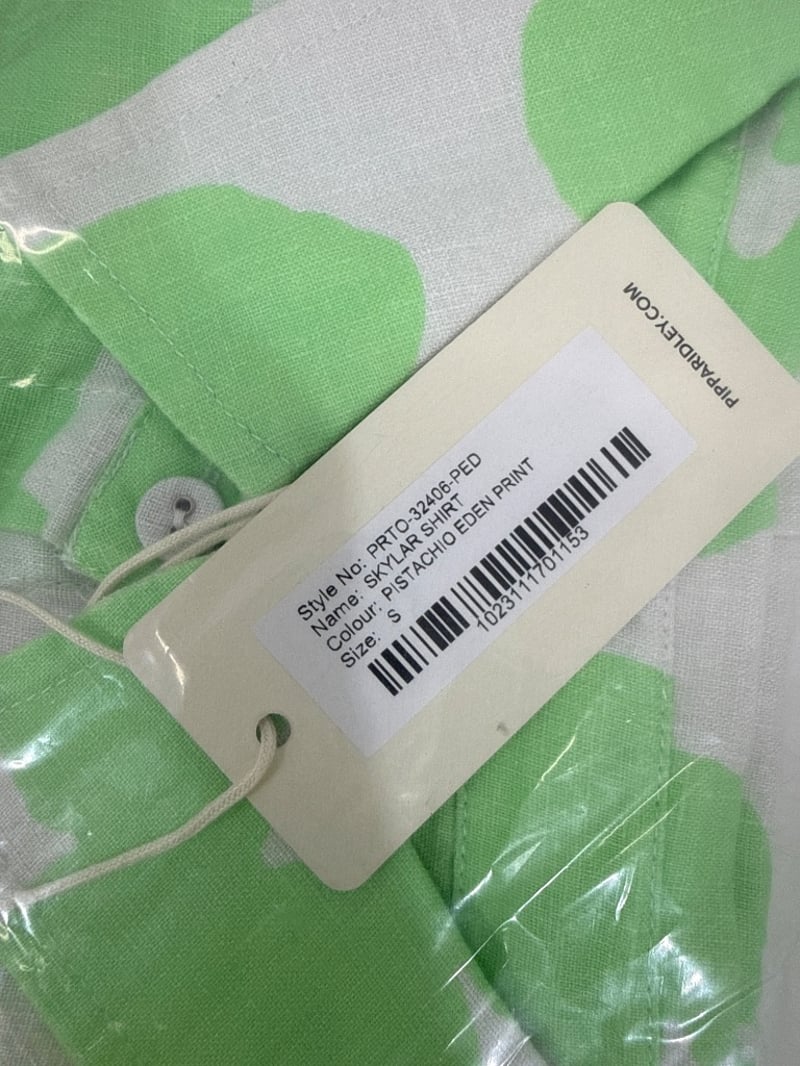 PIPPARIDLEY.COM
Style No: PRTO-32406-PED
Name: SKYLAR SHIRT
Colour: PISTACHIO EDEN PRINT
Size: S
1023111701153